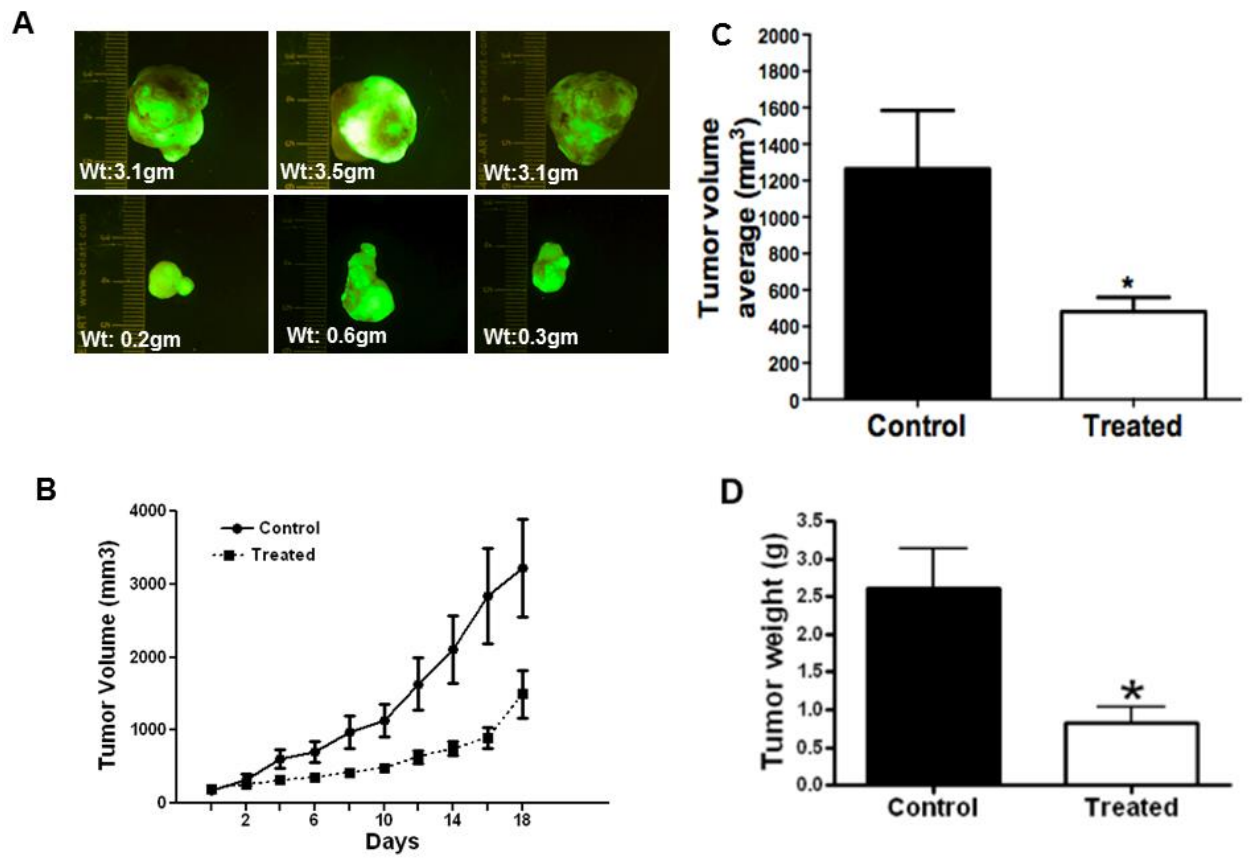 A
Wt:3.1gm
Wt:3.5gm
Wt:3.1gm
Wt: 0.2gm
Wt: 0.6gm
Wt:0.3gm
B
Tumor Volume (mm3)
4000
3000
2000
1000
0
Control
Treated
2
6
10
14
18
Days
C
Tumor volume
average (mm³)
2000
1800
1600
1400
1200
1000
800
600
400
200
0
*
Control
Treated
D
Tumor weight (g)
3.5
3.0
2.5
2.0
1.5
1.0
0.5
0.0
*
Control
Treated